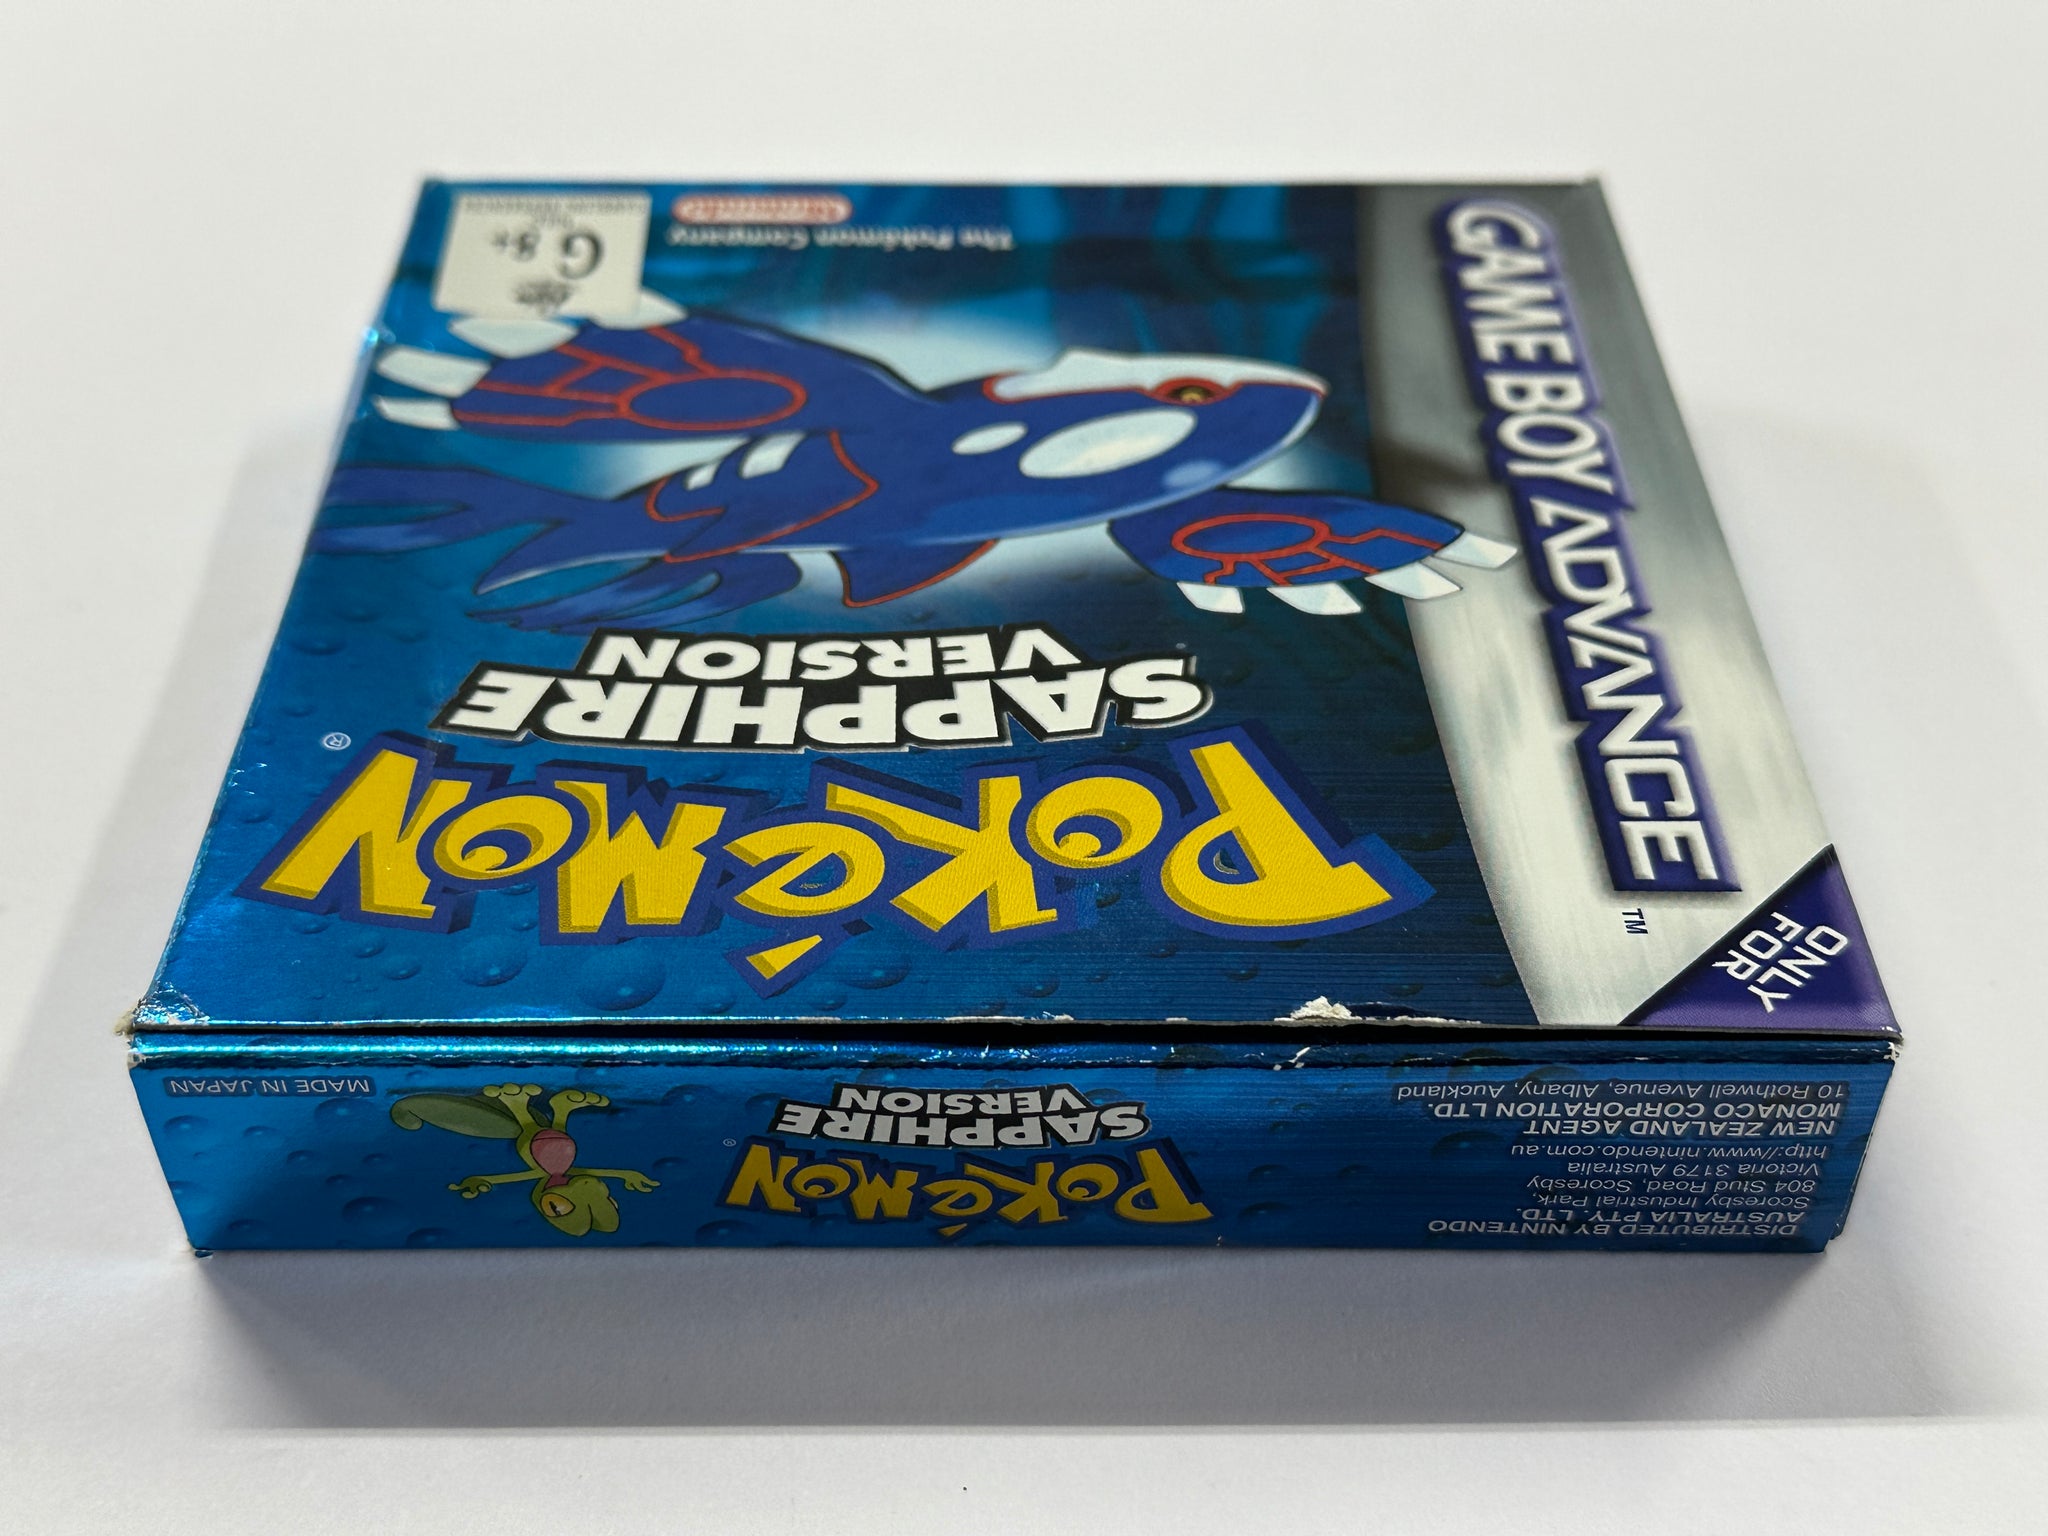 GAME BOY ADVANCE
TM
ONLY
FOR
POKéMON
®
SAPPHIRE
VERSION
The Pokémon Company
Nintendo
G 8+
DISTRIBUTED BY NINTENDO
AUSTRALIA PTY. LTD.
Scoresby Industrial Park,
804 Stud Road, Scoresby
Victoria 3179 Australia
http://www.nintendo.com.au
NEW ZEALAND AGENT
MONACO CORPORATION LTD.
10 Rothwell Avenue, Albany, Auckland
POKéMON
®
SAPPHIRE
VERSION
MADE IN JAPAN